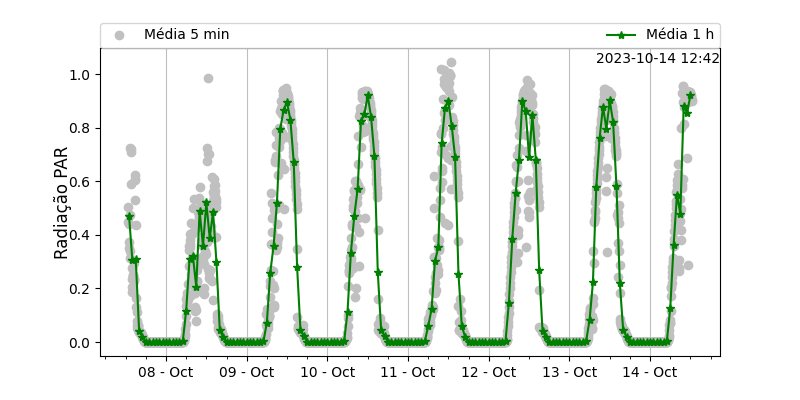 Média 5 min
Média 1 h
2023-10-14 12:42
Radiação PAR
1.0
0.8
0.6
0.4
0.2
0.0
08 - Oct
09 - Oct
10 - Oct
11 - Oct
12 - Oct
13 - Oct
14 - Oct